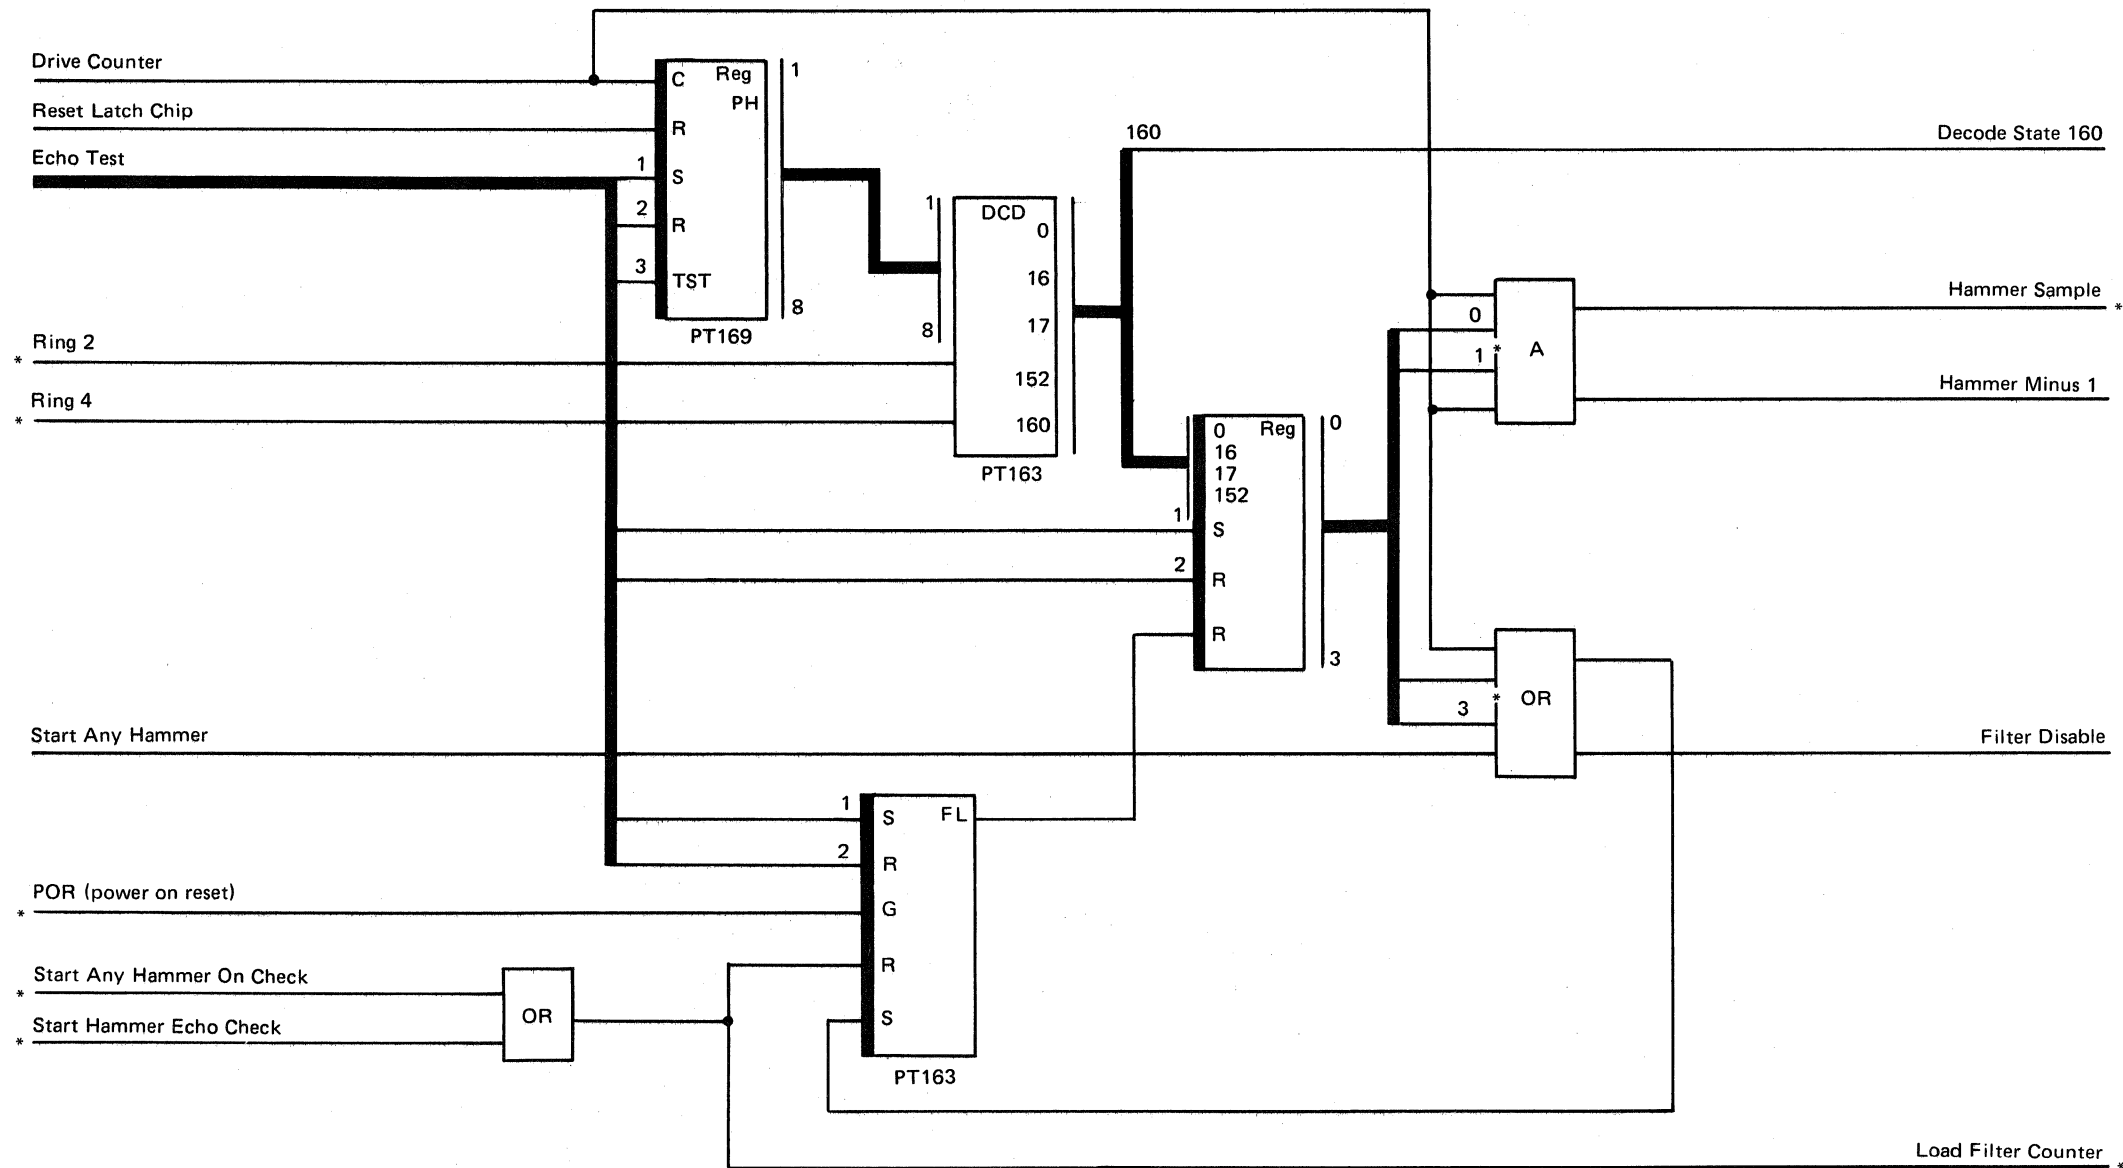 Drive Counter
Reset Latch Chip
Echo Test
C Reg
PH
R
1 S
2 R
3 TST
PT169
1
8
* Ring 2
* Ring 4
1
8
DCD
0
16
17
152
160
PT163
160
Decode State 160
0 Reg
16
17
152
1 S
2 R
R
0
3
0
1 *
A
Hammer Sample *
Hammer Minus 1
* OR
3
Start Any Hammer
Filter Disable
1 S FL
2 R
G
R
S
PT163
* POR (power on reset)
* Start Any Hammer On Check
* Start Hammer Echo Check
OR
Load Filter Counter *